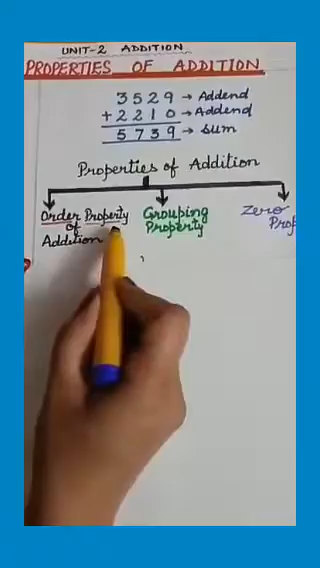 UNIT-2 ADDITION
PROPERTIES OF ADDITION
3529 → Addend
+2210 → Addend
5739 → Sum
Properties of Addition
Order Property of Addition
Grouping Property
Zero Prop